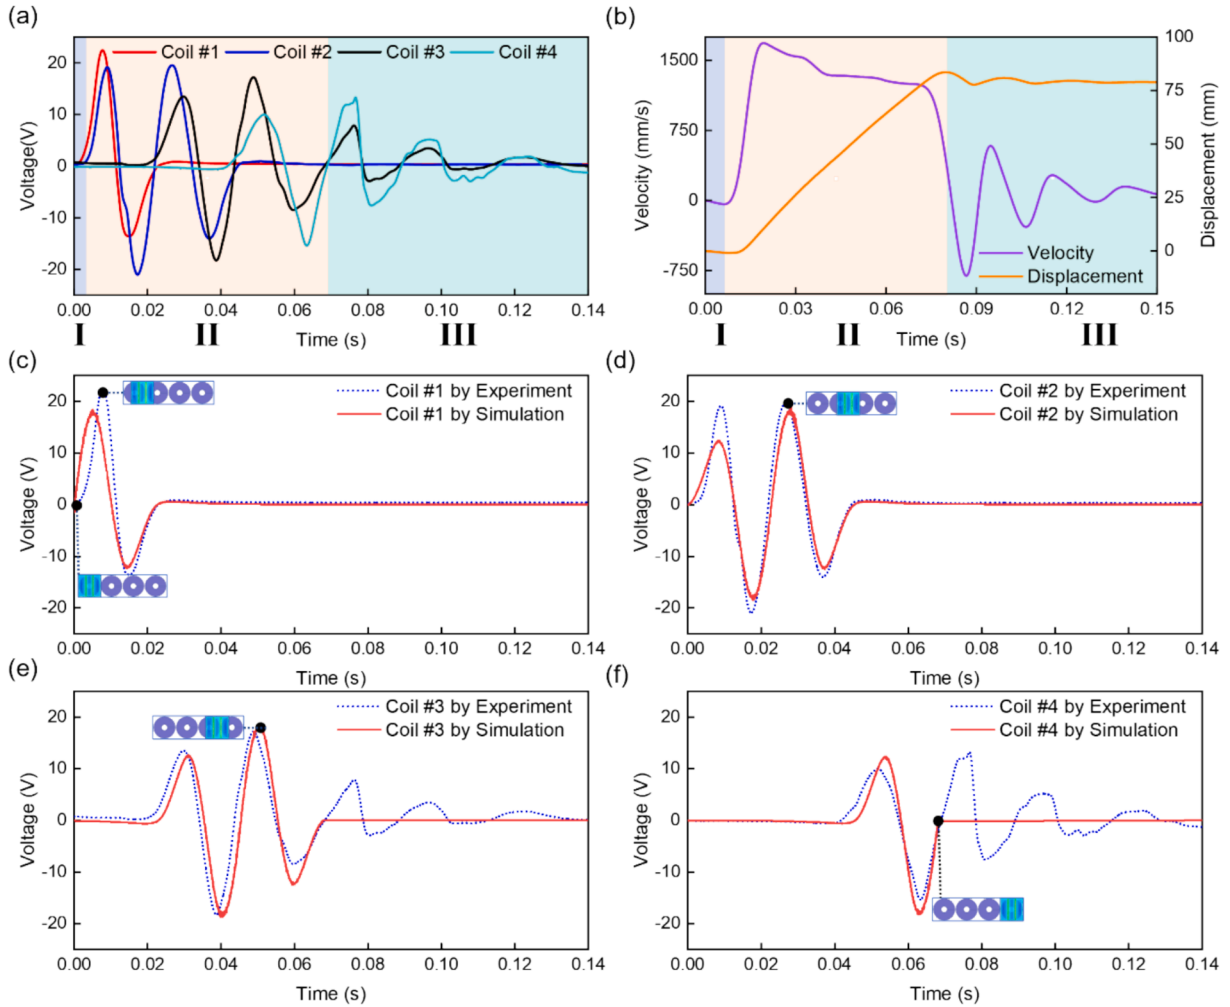 (a)
Coil #1 Coil #2 Coil #3 Coil #4
20
10
0
-10
-20
Voltage(V)
0.00 0.02 0.04 0.06 0.08 0.10 0.12 0.14
Time (s)
I II III
(b)
1500
750
0
-750
Velocity (mm/s)
100
75
50
25
0
Displacement (mm)
Velocity
Displacement
0.00 0.03 0.06 0.09 0.12 0.15
Time (s)
I II III
(c)
Coil #1 by Experiment
Coil #1 by Simulation
20
10
0
-10
-20
Voltage (V)
0.00 0.02 0.04 0.06 0.08 0.10 0.12 0.14
Time (s)
(d)
Coil #2 by Experiment
Coil #2 by Simulation
20
10
0
-10
-20
Voltage (V)
0.00 0.02 0.04 0.06 0.08 0.10 0.12 0.14
Time (s)
(e)
Coil #3 by Experiment
Coil #3 by Simulation
20
10
0
-10
-20
Voltage (V)
0.00 0.02 0.04 0.06 0.08 0.10 0.12 0.14
Time (s)
(f)
Coil #4 by Experiment
Coil #4 by Simulation
20
10
0
-10
-20
Voltage (V)
0.00 0.02 0.04 0.06 0.08 0.10 0.12 0.14
Time (s)